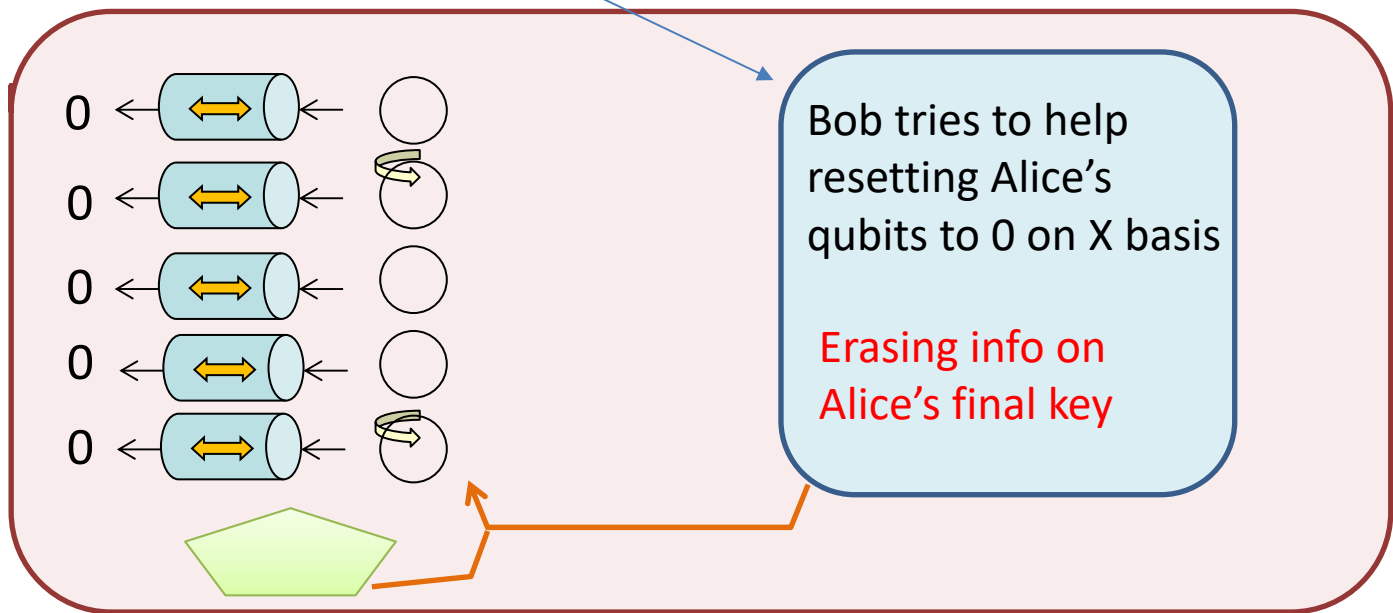 0
0
0
0
0
Bob tries to help
resetting Alice’s
qubits to 0 on X basis
Erasing info on
Alice’s final key